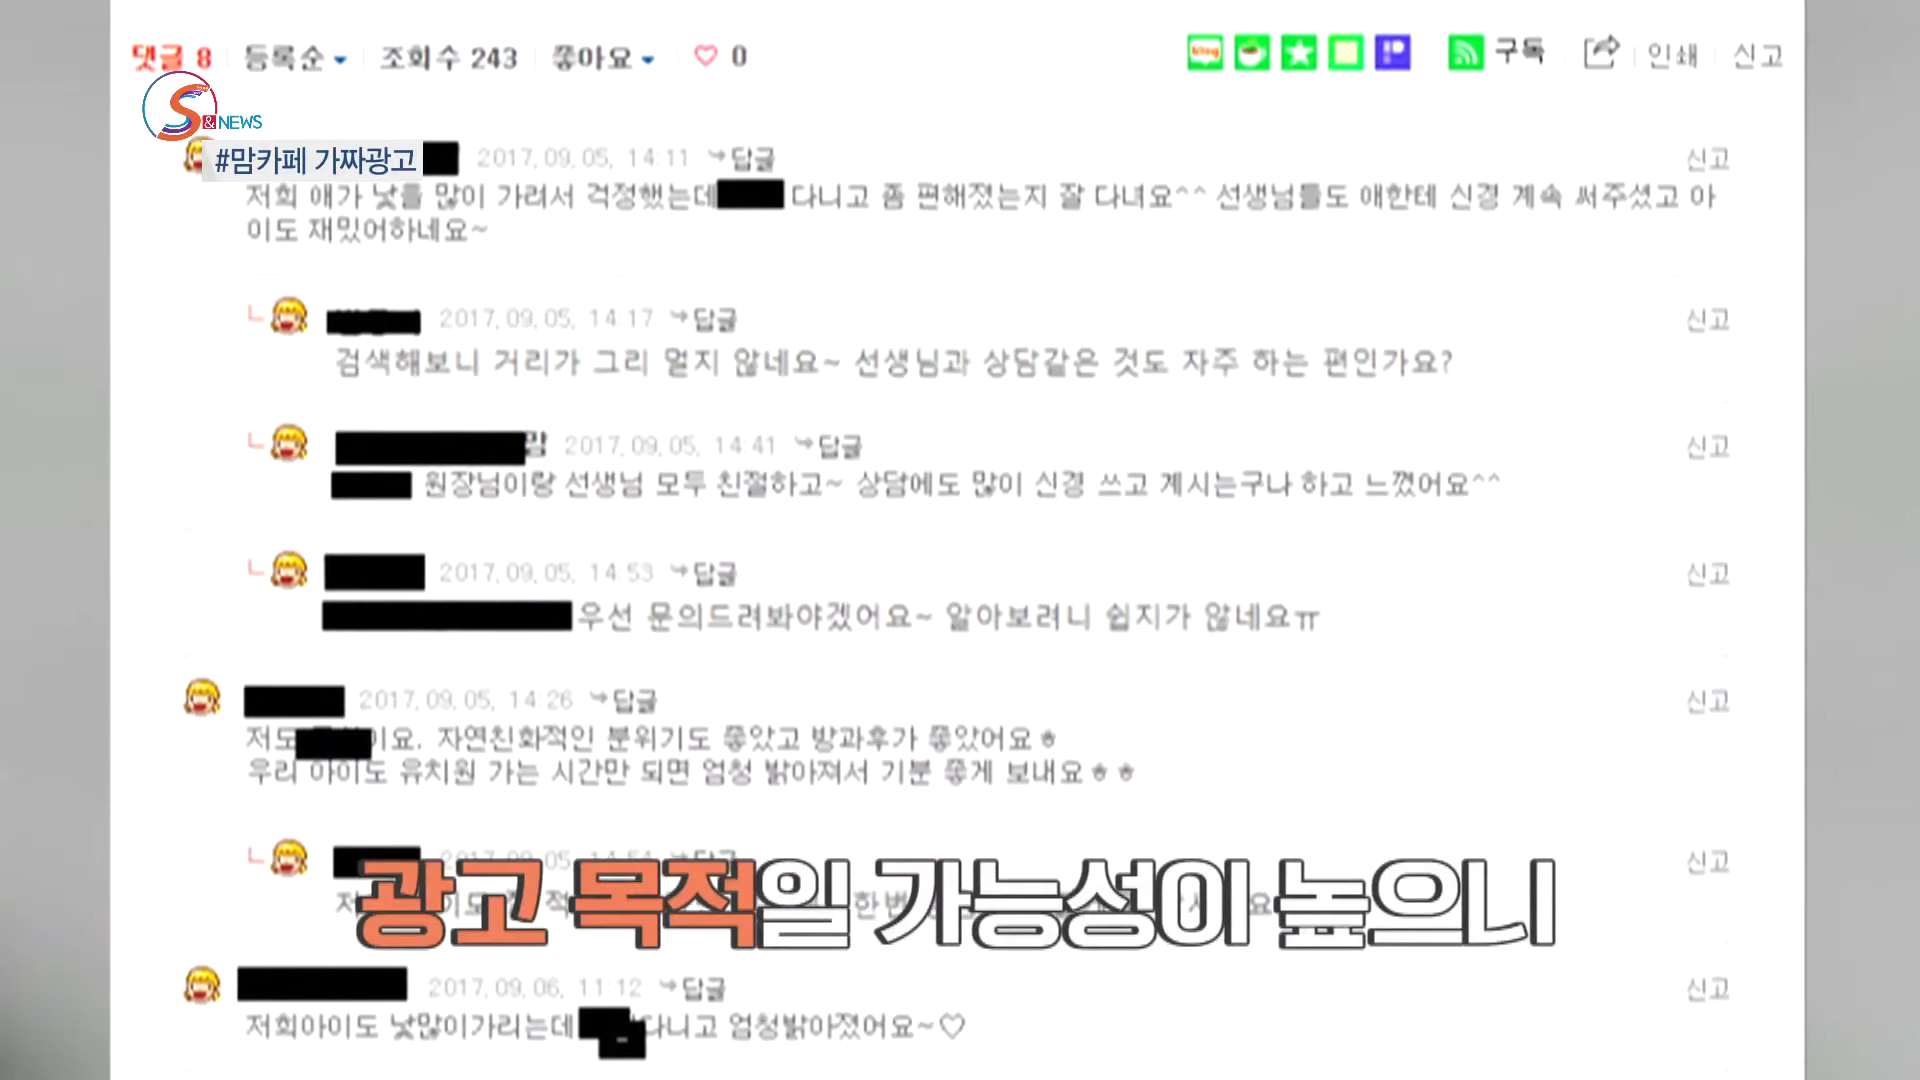 댓글 8 등록순 조회수 243 좋아요 0 blog 구독 인쇄 신고
S&NEWS
#맘카페 가짜광고
2017.09.05. 14:11 답글 신고
저희 애가 낯을 많이 가려서 걱정했는데 다니고 좀 편해졌는지 잘 다녀요^^ 선생님들도 애한테 신경 계속 써주셨고 아
이도 재밌어하네요~
2017.09.05. 14:17 답글 신고
검색해보니 거리가 그리 멀지 않네요~ 선생님과 상담같은 것도 자주 하는 편인가요?
맘 2017.09.05. 14:41 답글 신고
원장님이랑 선생님 모두 친절하고~ 상담에도 많이 신경 쓰고 계시는구나 하고 느꼈어요^^
2017.09.05. 14:53 답글 신고
우선 문의드려봐야겠어요~ 알아보려니 쉽지가 않네요ㅠ
2017.09.05. 14:26 답글 신고
저도 이요. 자연친화적인 분위기도 좋았고 방과후가 좋았어요ㅎ
우리 아이도 유치원 가는 시간만 되면 엄청 밝아져서 기분 좋게 보내요ㅎㅎ
2017.09.05. 14:54 답글 신고
광고 목적일 가능성이 높으니
2017.09.06. 11:12 답글 신고
저희아이도 낯많이가리는데 다니고 엄청밝아졌어요~♡